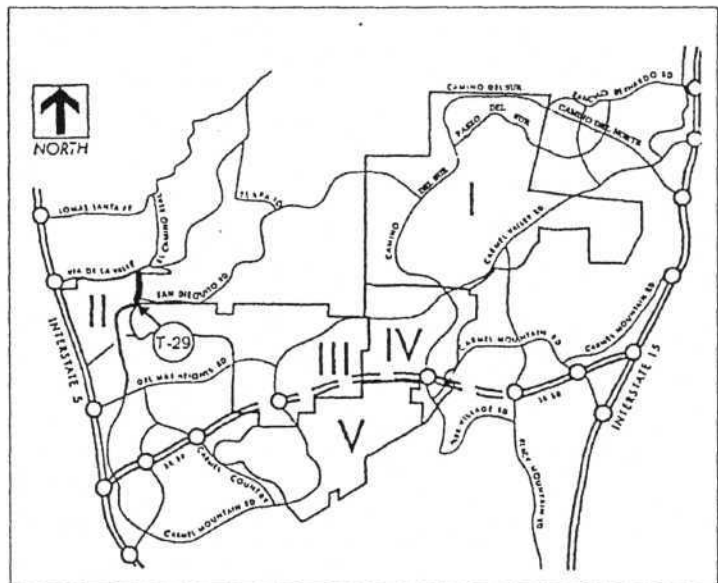 NORTH
CAMINO DEL SUR
RANCHO BERNARDO RD
PASEO DEL SUR
CAMINO DEL NORTE
LOMAS SANTA FE
EL CAMINO REAL
EL APAJO
DEL SUR
CAMINO
I
CARMEL VALLEY RD
VIA DE LA VALLE
SAN DIEGUITO RD
II
T-29
INTERSTATE 5
DEL MAR HEIGHTS RD
III
IV
CARMEL MOUNTAIN RD
CARMEL MOUNTAIN RD
INTERSTATE 15
V
SR 56
SR 56
CARMEL COUNTRY
CARMEL MOUNTAIN RD
BLACK MOUNTAIN